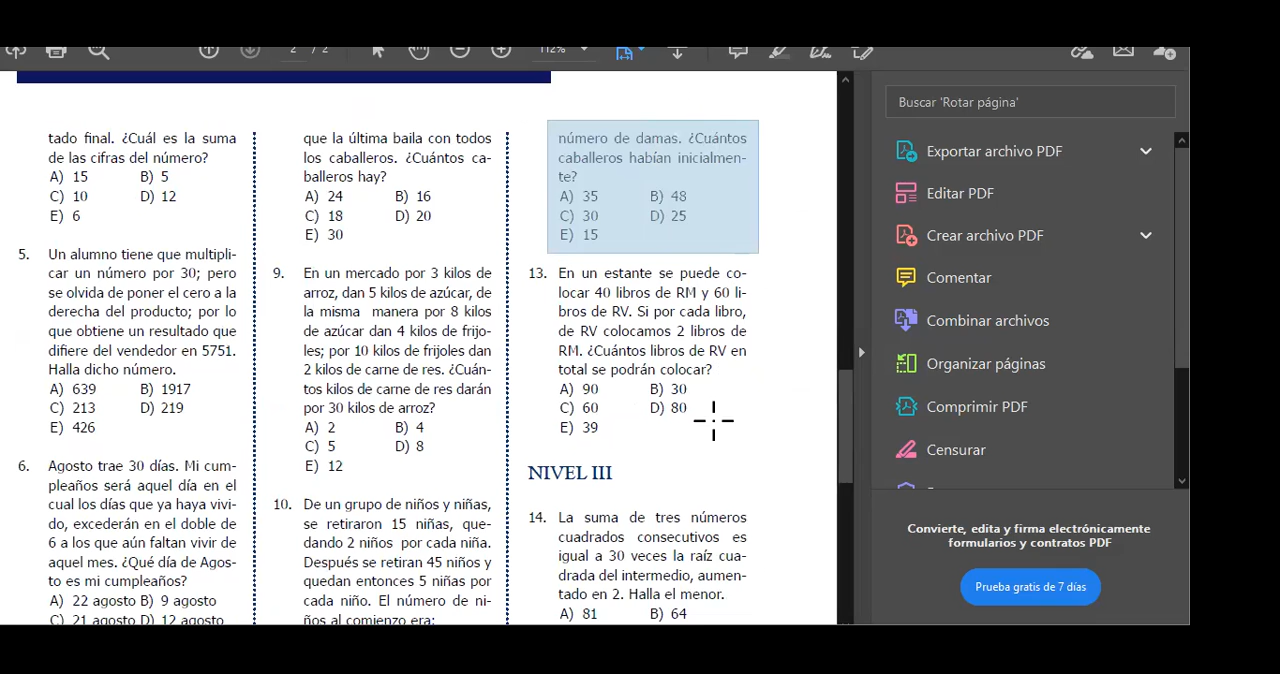 2 / 2
112%
tado final. ¿Cuál es la suma
de las cifras del número?
A) 15 B) 5
C) 10 D) 12
E) 6
5. Un alumno tiene que multipli-
car un número por 30; pero
se olvida de poner el cero a la
derecha del producto; por lo
que obtiene un resultado que
difiere del vendedor en 5751.
Halla dicho número.
A) 639 B) 1917
C) 213 D) 219
E) 426
6. Agosto trae 30 días. Mi cum-
pleaños será aquel día en el
cual los días que ya haya vivi-
do, excederán en el doble de
6 a los que aún faltan vivir de
aquel mes. ¿Qué día de Agos-
to es mi cumpleaños?
A) 22 agosto B) 9 agosto
C) 21 agosto D) 12 agosto
que la última baila con todos
los caballeros. ¿Cuántos ca-
balleros hay?
A) 24 B) 16
C) 18 D) 20
E) 30
9. En un mercado por 3 kilos de
arroz, dan 5 kilos de azúcar, de
la misma manera por 8 kilos
de azúcar dan 4 kilos de frijo-
les; por 10 kilos de frijoles dan
2 kilos de carne de res. ¿Cuán-
tos kilos de carne de res darán
por 30 kilos de arroz?
A) 2 B) 4
C) 5 D) 8
E) 12
10. De un grupo de niños y niñas,
se retiraron 15 niñas, que-
dando 2 niños por cada niña.
Después se retiran 45 niños y
quedan entonces 5 niñas por
cada niño. El número de ni-
ños al comienzo era:
número de damas. ¿Cuántos
caballeros habían inicialmen-
te?
A) 35 B) 48
C) 30 D) 25
E) 15
13. En un estante se puede co-
locar 40 libros de RM y 60 li-
bros de RV. Si por cada libro,
de RV colocamos 2 libros de
RM. ¿Cuántos libros de RV en
total se podrán colocar?
A) 90 B) 30
C) 60 D) 80
E) 39
NIVEL III
14. La suma de tres números
cuadrados consecutivos es
igual a 30 veces la raíz cua-
drada del intermedio, aumen-
tado en 2. Halla el menor.
A) 81 B) 64
Buscar 'Rotar página'
Exportar archivo PDF
Editar PDF
Crear archivo PDF
Comentar
Combinar archivos
Organizar páginas
Comprimir PDF
Censurar
Convierte, edita y firma electrónicamente
formularios y contratos PDF
Prueba gratis de 7 días